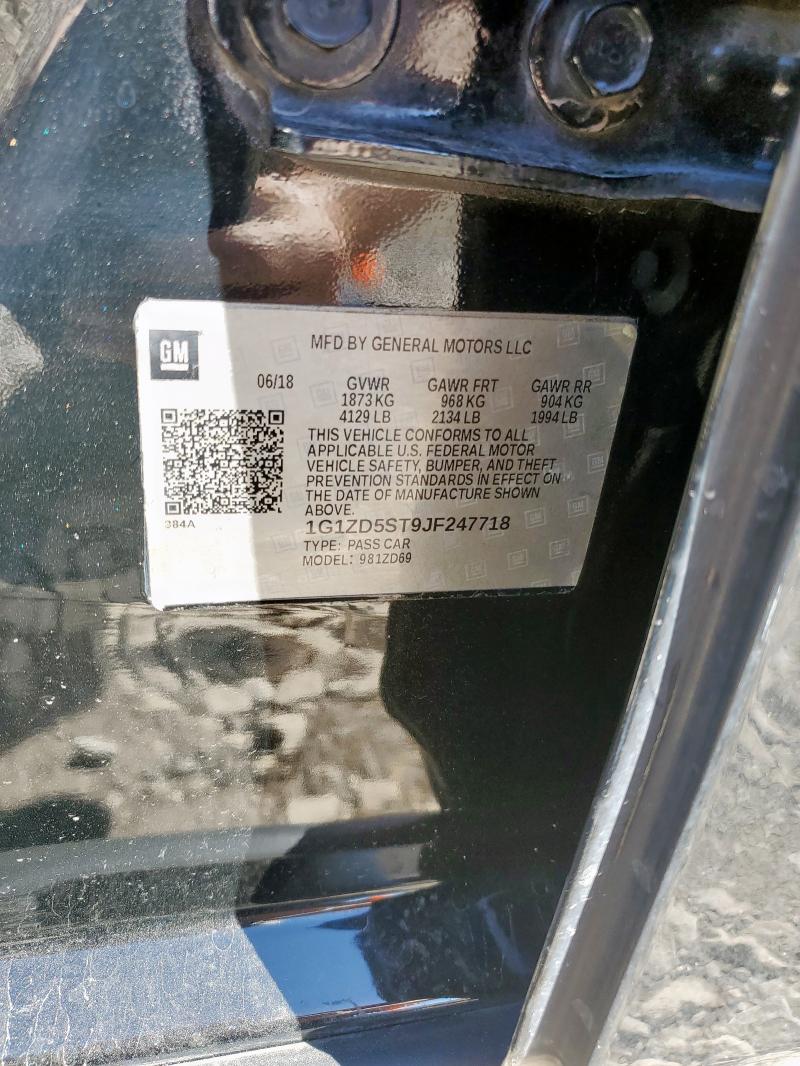 GM
MFD BY GENERAL MOTORS LLC
06/18 GVWR GAWR FRT GAWR RR
1873 KG 968 KG 904 KG
4129 LB 2134 LB 1994 LB
THIS VEHICLE CONFORMS TO ALL
APPLICABLE U.S. FEDERAL MOTOR
VEHICLE SAFETY, BUMPER, AND THEFT
PREVENTION STANDARDS IN EFFECT ON
THE DATE OF MANUFACTURE SHOWN
ABOVE.
384A
1G1ZD5ST9JF247718
TYPE: PASS CAR
MODEL: 981ZD69